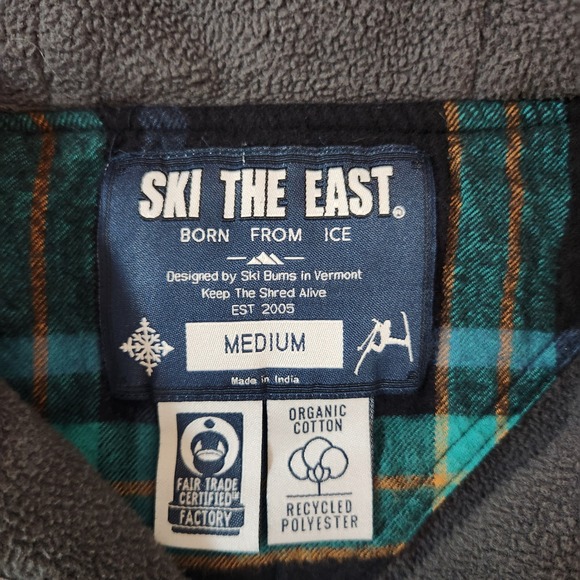 SKI THE EAST®
BORN FROM ICE
Designed by Ski Bums in Vermont
Keep The Shred Alive
EST 2005
MEDIUM
Made in India
FAIR TRADE
CERTIFIED™
FACTORY
ORGANIC
COTTON
RECYCLED
POLYESTER